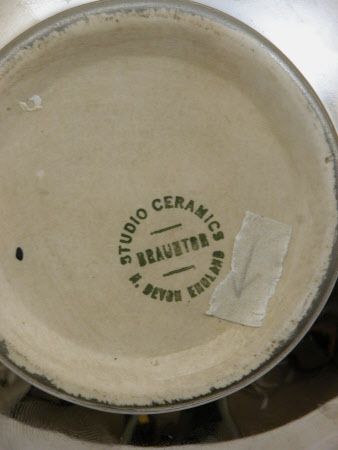 STUDIO CERAMICS
BRAUNTON
N. DEVON ENGLAND